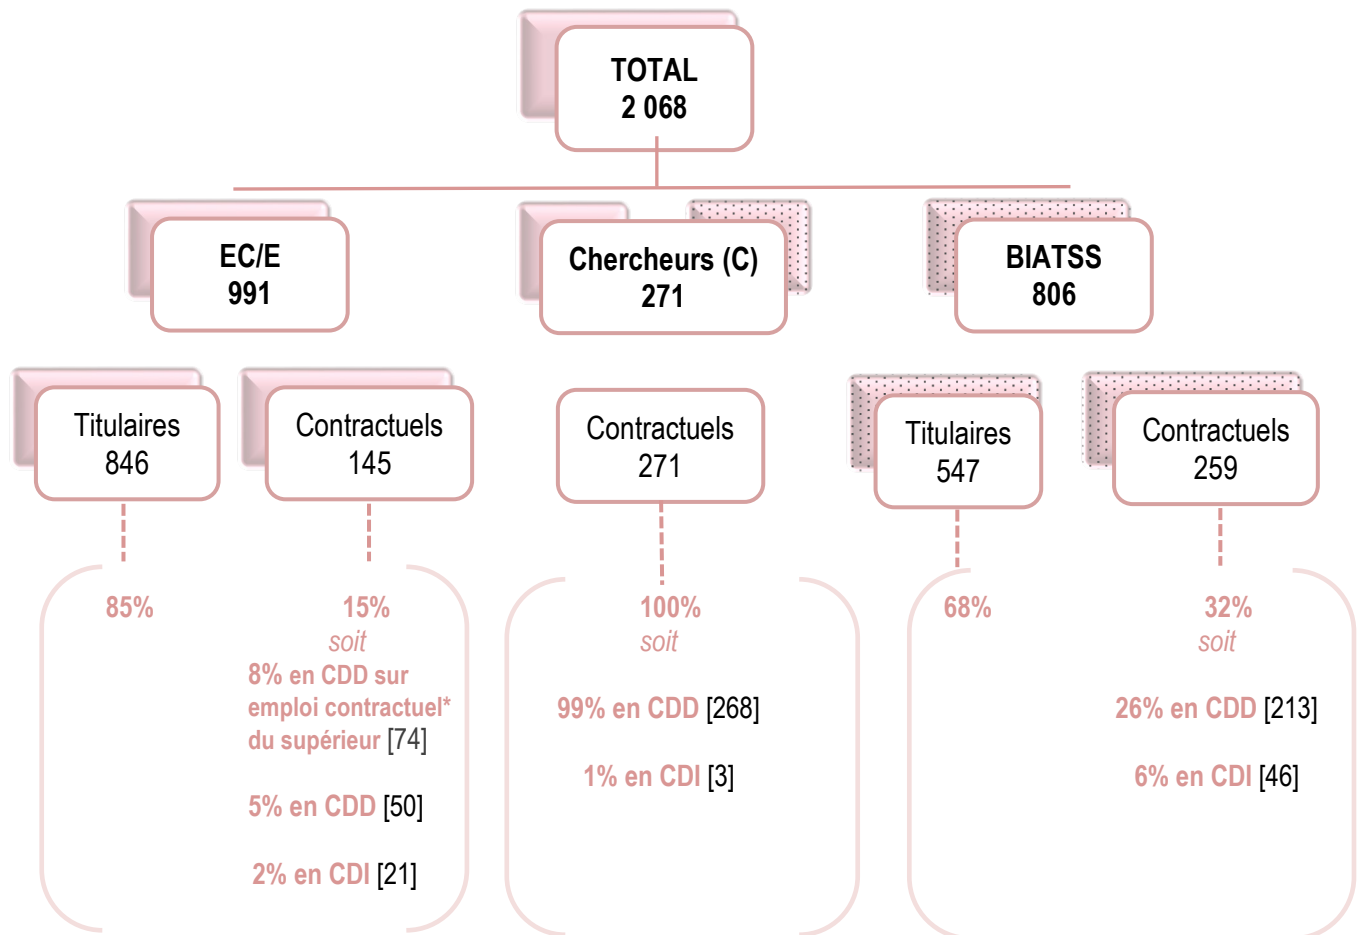 TOTAL
2 068
EC/E
991
Chercheurs (C)
271
BIATSS
806
Titulaires
846
Contractuels
145
Contractuels
271
Titulaires
547
Contractuels
259
85%
15%
soit
8% en CDD sur
emploi contractuel*
du supérieur [74]
5% en CDD [50]
2% en CDI [21]
100%
soit
99% en CDD [268]
1% en CDI [3]
68%
32%
soit
26% en CDD [213]
6% en CDI [46]